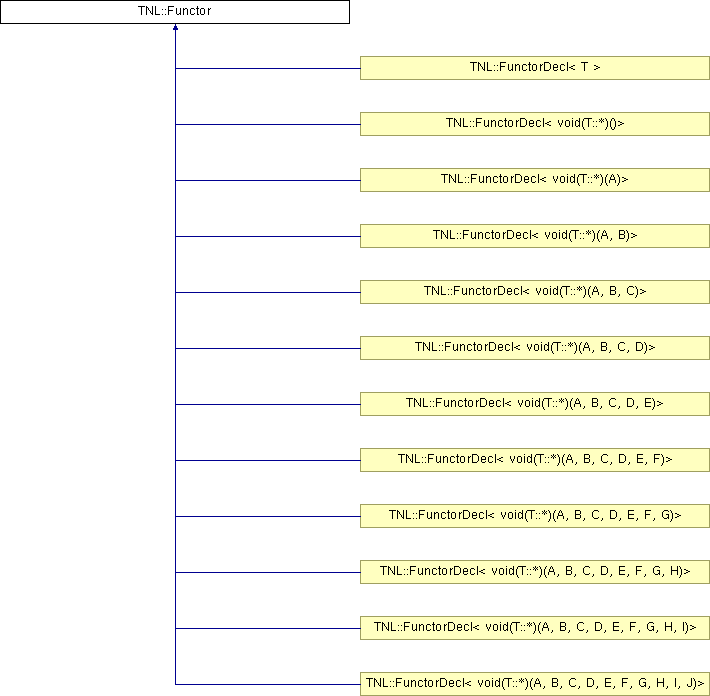 TNL::Functor
TNL::FunctorDecl< T >
TNL::FunctorDecl< void(T::*)()>
TNL::FunctorDecl< void(T::*)(A)>
TNL::FunctorDecl< void(T::*)(A, B)>
TNL::FunctorDecl< void(T::*)(A, B, C)>
TNL::FunctorDecl< void(T::*)(A, B, C, D)>
TNL::FunctorDecl< void(T::*)(A, B, C, D, E)>
TNL::FunctorDecl< void(T::*)(A, B, C, D, E, F)>
TNL::FunctorDecl< void(T::*)(A, B, C, D, E, F, G)>
TNL::FunctorDecl< void(T::*)(A, B, C, D, E, F, G, H)>
TNL::FunctorDecl< void(T::*)(A, B, C, D, E, F, G, H, I)>
TNL::FunctorDecl< void(T::*)(A, B, C, D, E, F, G, H, I, J)>